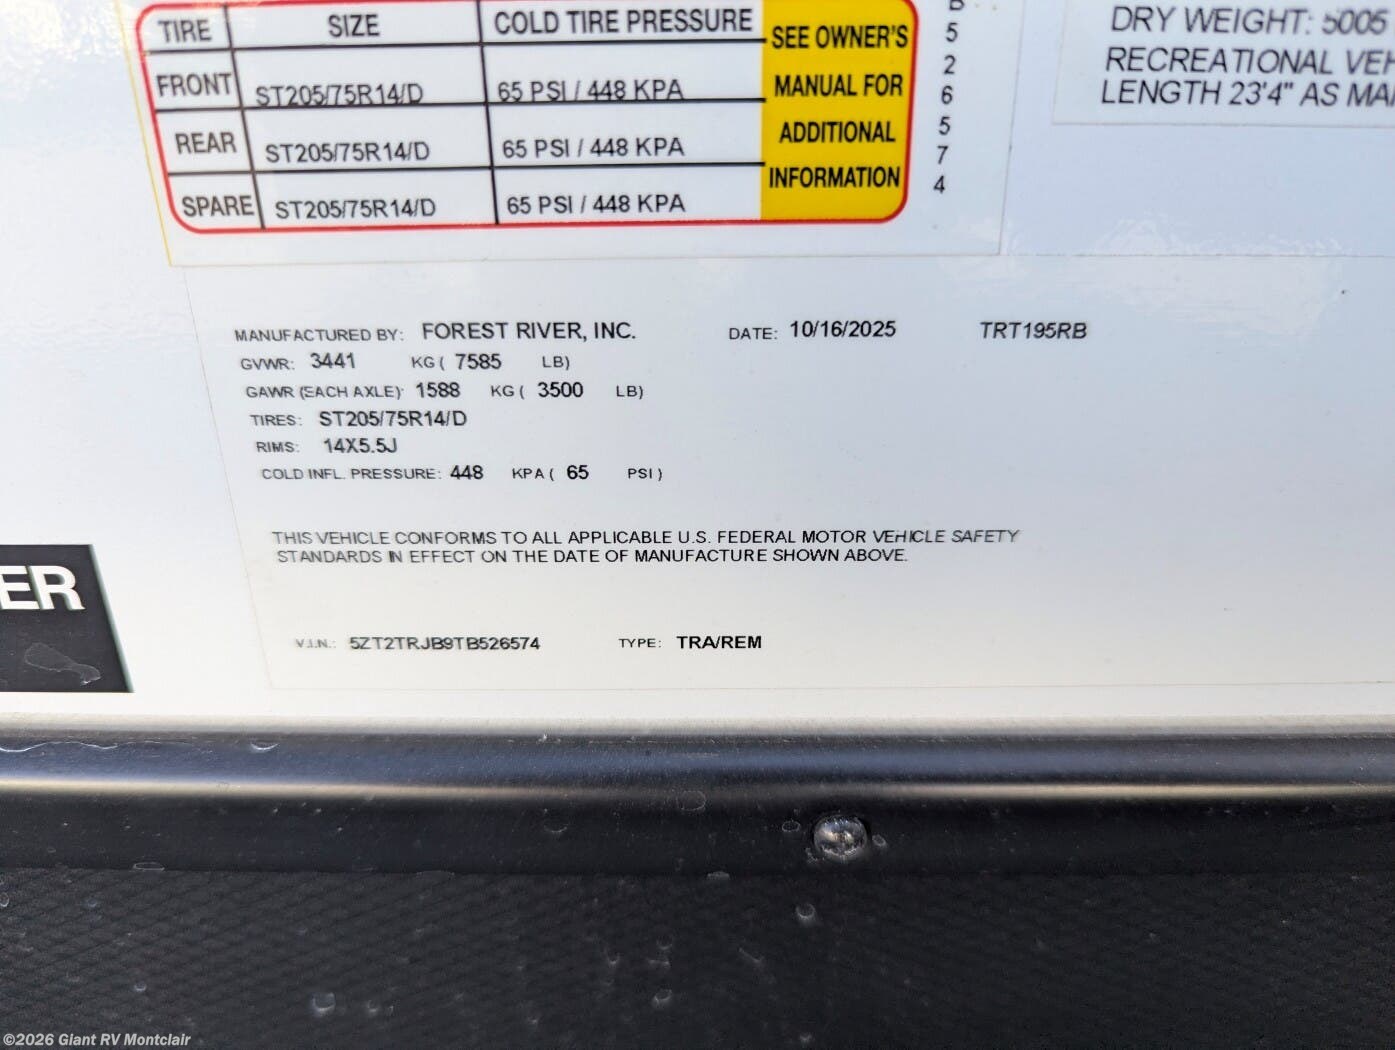 TIRE SIZE COLD TIRE PRESSURE SEE OWNER'S
FRONT ST205/75R14/D 65 PSI / 448 KPA MANUAL FOR
REAR ST205/75R14/D 65 PSI / 448 KPA ADDITIONAL
SPARE ST205/75R14/D 65 PSI / 448 KPA INFORMATION
B
5
2
6
5
7
4
DRY WEIGHT: 5005
RECREATIONAL VEH
LENGTH 23'4" AS MA
MANUFACTURED BY: FOREST RIVER, INC. DATE: 10/16/2025 TRT195RB
GVWR: 3441 KG ( 7585 LB)
GAWR (EACH AXLE): 1588 KG ( 3500 LB)
TIRES: ST205/75R14/D
RIMS: 14X5.5J
COLD INFL. PRESSURE: 448 KPA ( 65 PSI )
THIS VEHICLE CONFORMS TO ALL APPLICABLE U.S. FEDERAL MOTOR VEHICLE SAFETY
STANDARDS IN EFFECT ON THE DATE OF MANUFACTURE SHOWN ABOVE.
V.I.N.: 5ZT2TRJB9TB526574 TYPE: TRA/REM
ER
©2026 Giant RV Montclair